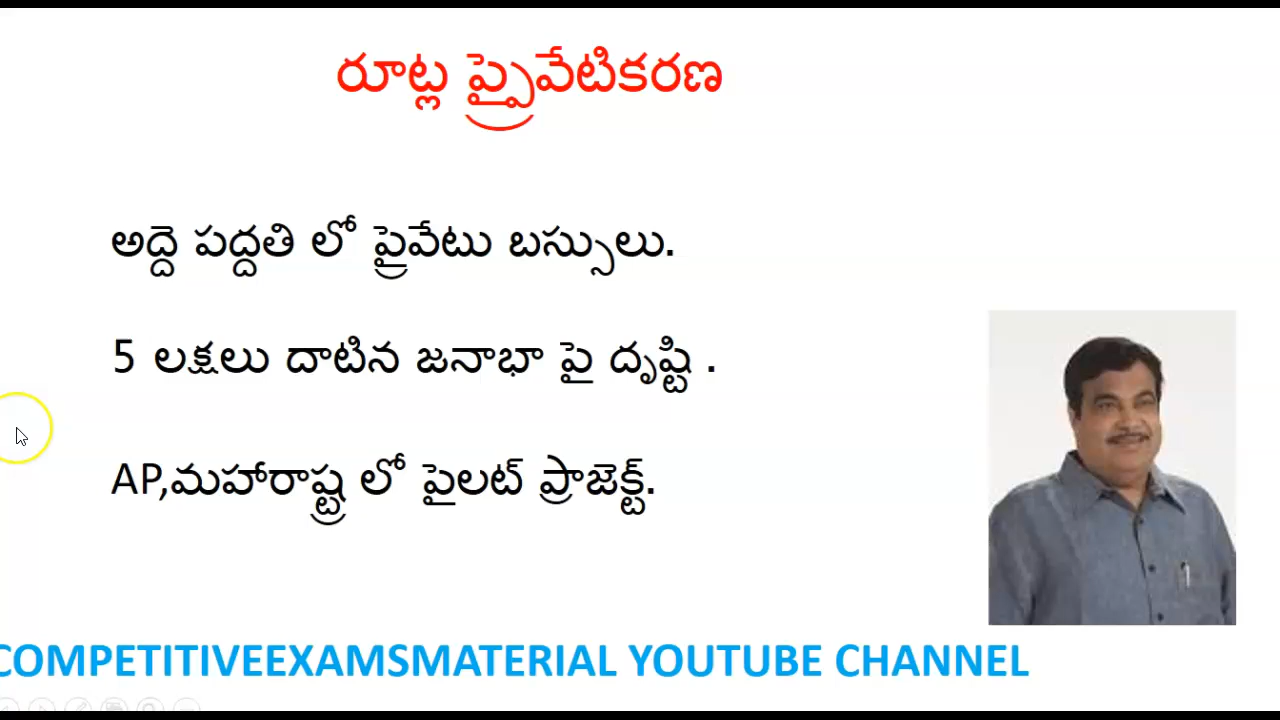 రూట్ల ప్ప్రైవేటికరణ
అద్దె పద్దతి లో ప్రైవేటు బస్సులు.
5 లక్షలు దాటిన జనాభా పై దృష్టి .
AP,మహారాష్ట్ర లో పైలట్ ప్రాజెక్ట్.
COMPETITIVEEXAMSMATERIAL YOUTUBE CHANNEL